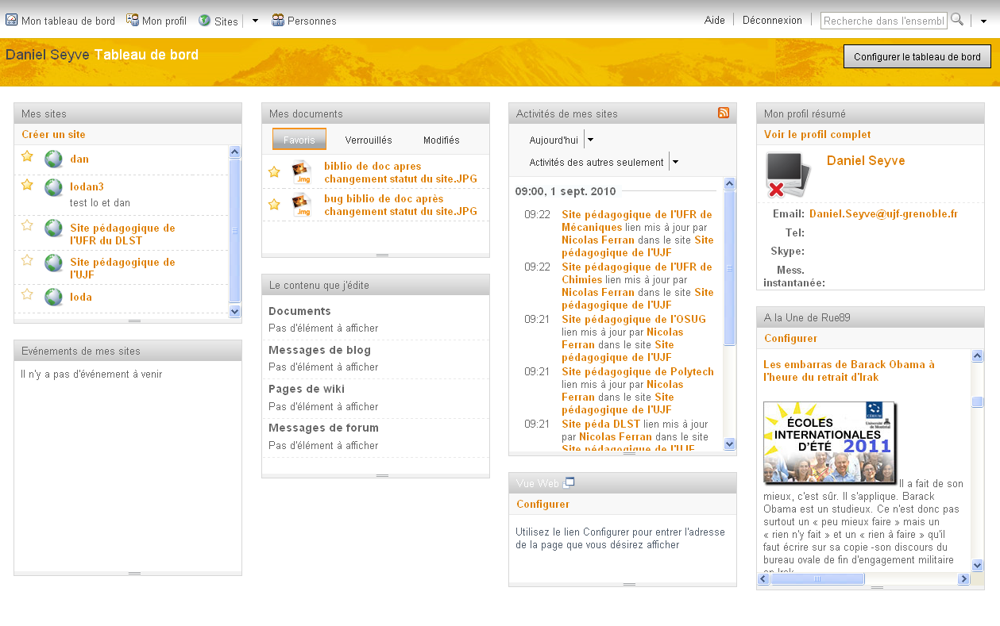 Mon tableau de bord Mon profil Sites Personnes Aide Déconnexion Recherche dans l'ensembl
Daniel Seyve Tableau de bord
Configurer le tableau de bord
Mes sites
Créer un site
dan
lodan3
test lo et dan
Site pédagogique de
l'UFR du DLST
Site pédagogique de
l'UJF
loda
Evénements de mes sites
Il n'y a pas d'événement à venir
Mes documents
Favoris Verrouillés Modifiés
biblio de doc apres
changement statut du site.JPG
.img
bug biblio de doc après
changement statut du site.JPG
.img
Le contenu que j'édite
Documents
Pas d'élément à afficher
Messages de blog
Pas d'élément à afficher
Pages de wiki
Pas d'élément à afficher
Messages de forum
Pas d'élément à afficher
Activités de mes sites
Aujourd'hui
Activités des autres seulement
09:00, 1 sept. 2010
09:22 Site pédagogique de l'UFR de
Mécaniques lien mis à jour par
Nicolas Ferran dans le site Site
pédagogique de l'UJF
09:22 Site pédagogique de l'UFR de
Chimies lien mis à jour par
Nicolas Ferran dans le site Site
pédagogique de l'UJF
09:21 Site pédagogique de l'OSUG
lien mis à jour par Nicolas
Ferran dans le site Site
pédagogique de l'UJF
09:21 Site pédagogique de Polytech
lien mis à jour par Nicolas
Ferran dans le site Site
pédagogique de l'UJF
09:21 Site péda DLST lien mis à jour
par Nicolas Ferran dans le site
Site pédagogique de l'UJF
Vue Web
Configurer
Utilisez le lien Configurer pour entrer l'adresse
de la page que vous désirez afficher
Mon profil résumé
Voir le profil complet
Daniel Seyve
Email: Daniel.Seyve@ujf-grenoble.fr
Tel:
Skype:
Mess.
instantanée:
A la Une de Rue89
Configurer
Les embarras de Barack Obama à
l'heure du retrait d'Irak
ÉCOLES
INTERNATIONALES
D'ÉTÉ 2011
Université
de Montréal
Il a fait de son
mieux, c'est sûr. Il s'applique. Barack
Obama est un studieux. Ce n'est donc pas
surtout un « peu mieux faire » mais un
« rien n'y fait » et un « rien à faire » qu'il
faut écrire sur sa copie -son discours du
bureau ovale de fin d'engagement militaire
en Irak